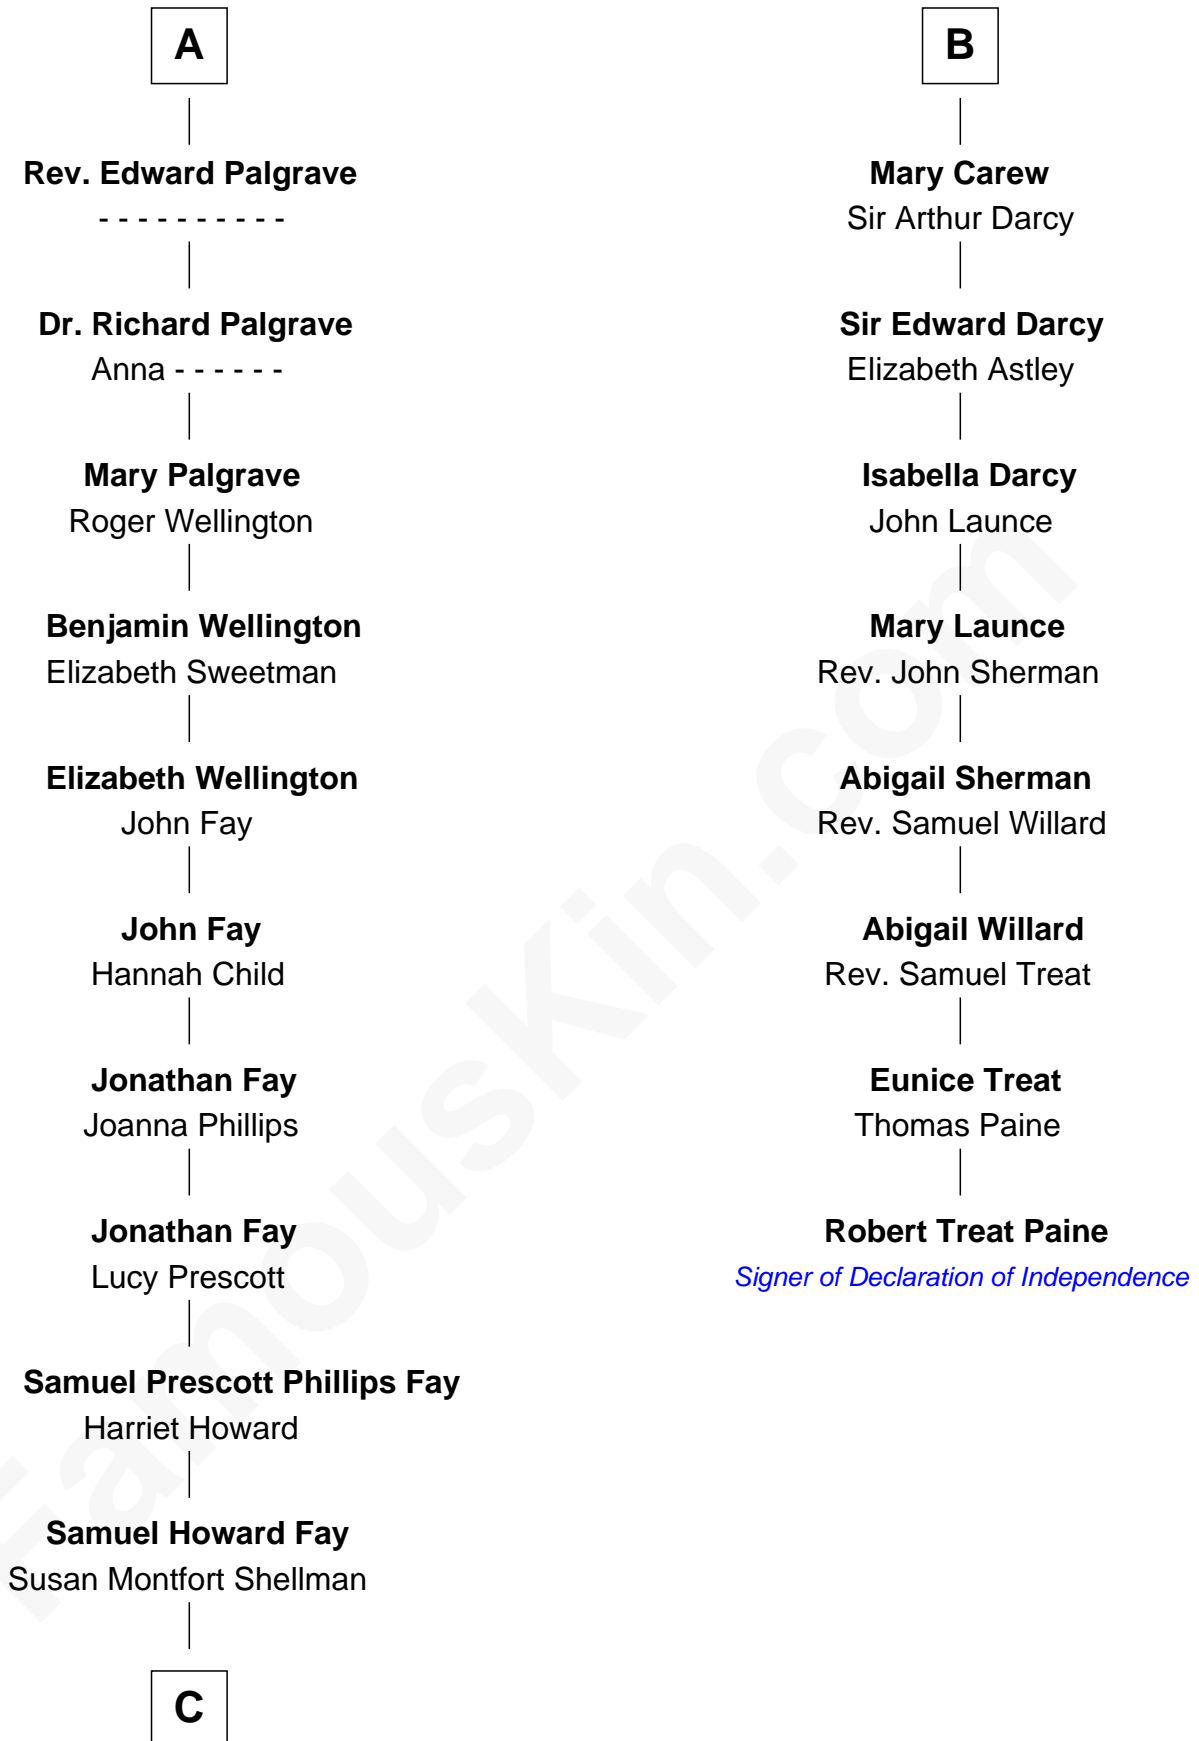 A
Rev. Edward Palgrave
- - - - - - - - - -
Dr. Richard Palgrave
Anna - - - - - -
Mary Palgrave
Roger Wellington
Benjamin Wellington
Elizabeth Sweetman
Elizabeth Wellington
John Fay
John Fay
Hannah Child
Jonathan Fay
Joanna Phillips
Jonathan Fay
Lucy Prescott
Samuel Prescott Phillips Fay
Harriet Howard
Samuel Howard Fay
Susan Montfort Shellman
C
B
Mary Carew
Sir Arthur Darcy
Sir Edward Darcy
Elizabeth Astley
Isabella Darcy
John Launce
Mary Launce
Rev. John Sherman
Abigail Sherman
Rev. Samuel Willard
Abigail Willard
Rev. Samuel Treat
Eunice Treat
Thomas Paine
Robert Treat Paine
Signer of Declaration of Independence
FamousKin.com